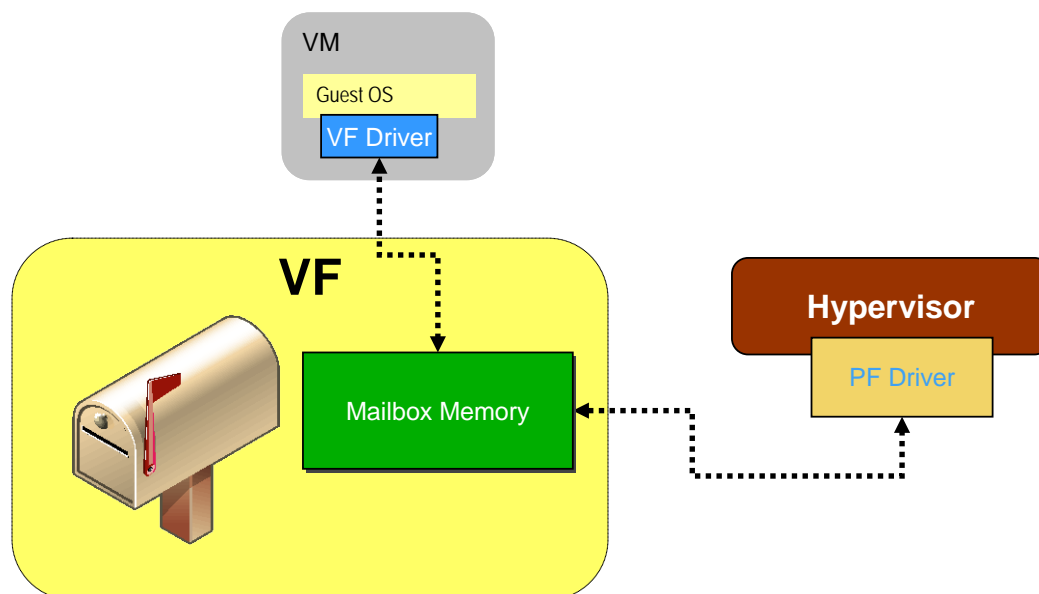 VM
Guest OS
VF Driver
VF
Hypervisor
PF Driver
Mailbox Memory